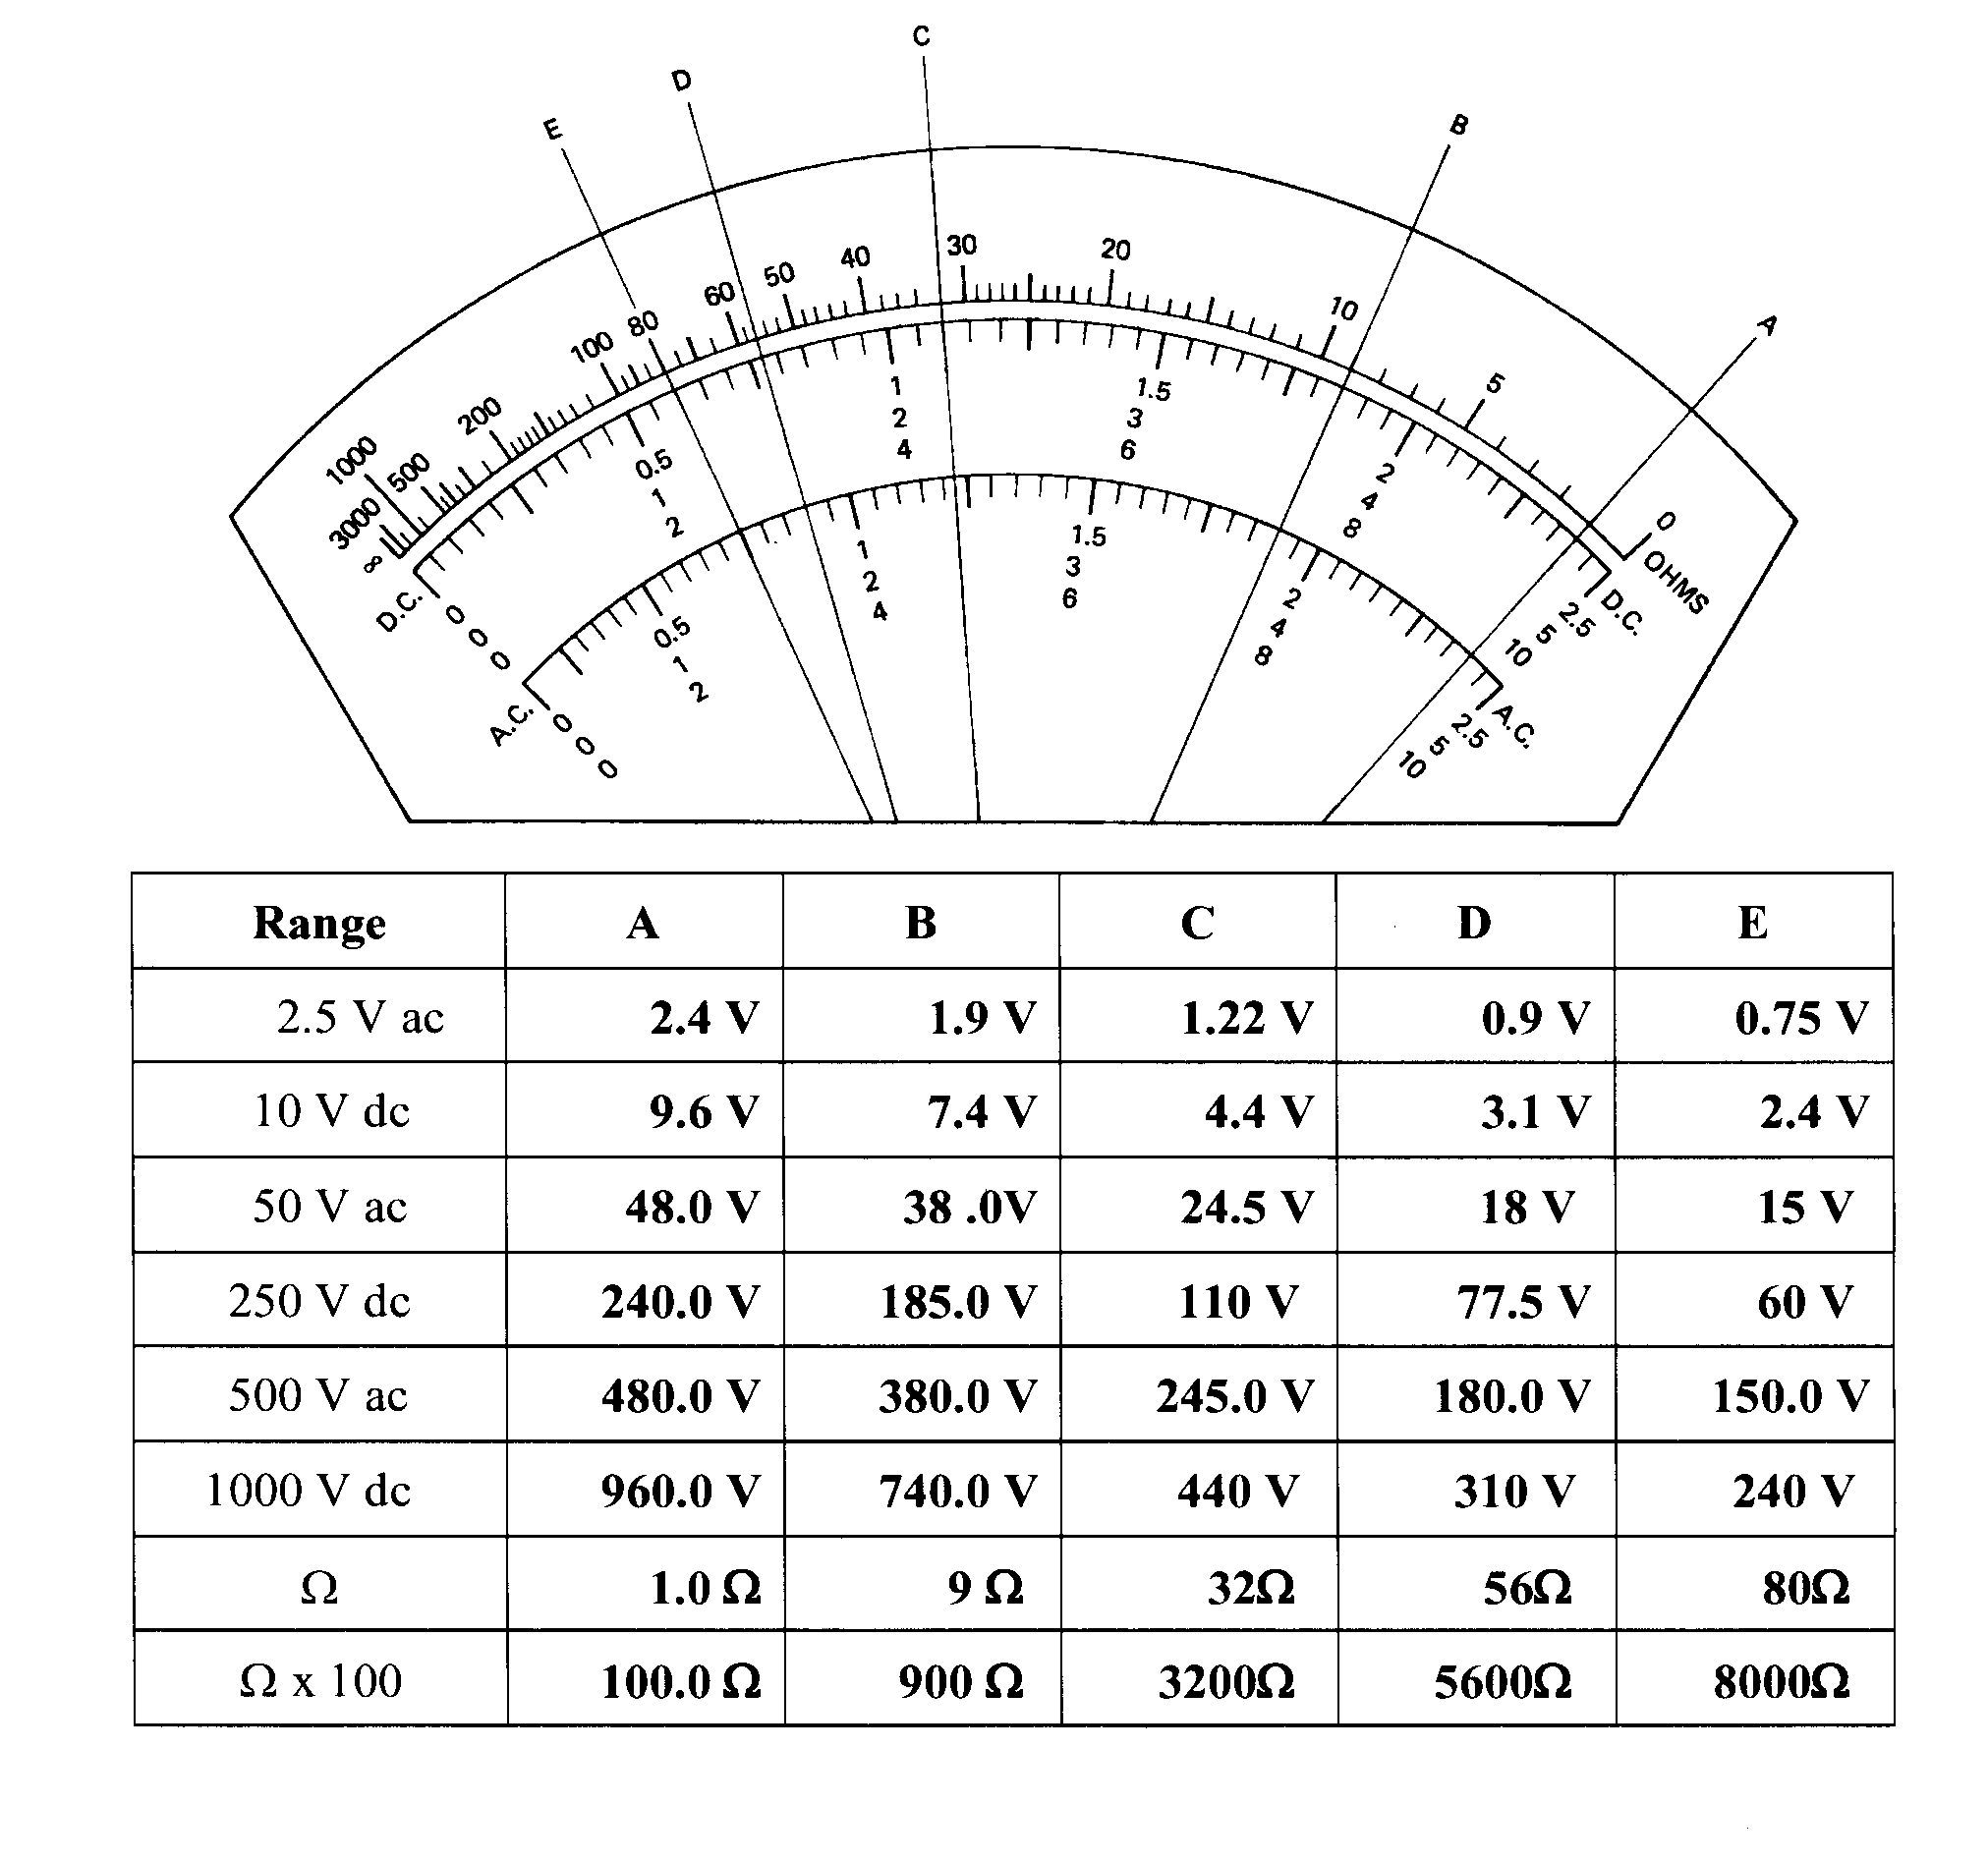 C
D
E
B
A
30
20
40
50
60
10
80
100
5
200
1000
500
3000
∞
0
OHMS
D.C.
0
0
0
0.5
1
2
1
2
4
1.5
3
6
2
4
8
2.5
5
10
D.C.
A.C.
0
0
0
0.5
1
2
1
2
4
1.5
3
6
2
4
8
2.5
5
10
A.C.
Range A B C D E
2.5 V ac 2.4 V 1.9 V 1.22 V 0.9 V 0.75 V
10 V dc 9.6 V 7.4 V 4.4 V 3.1 V 2.4 V
50 V ac 48.0 V 38 .0V 24.5 V 18 V 15 V
250 V dc 240.0 V 185.0 V 110 V 77.5 V 60 V
500 V ac 480.0 V 380.0 V 245.0 V 180.0 V 150.0 V
1000 V dc 960.0 V 740.0 V 440 V 310 V 240 V
Ω 1.0 Ω 9 Ω 32Ω 56Ω 80Ω
Ω x 100 100.0 Ω 900 Ω 3200Ω 5600Ω 8000Ω